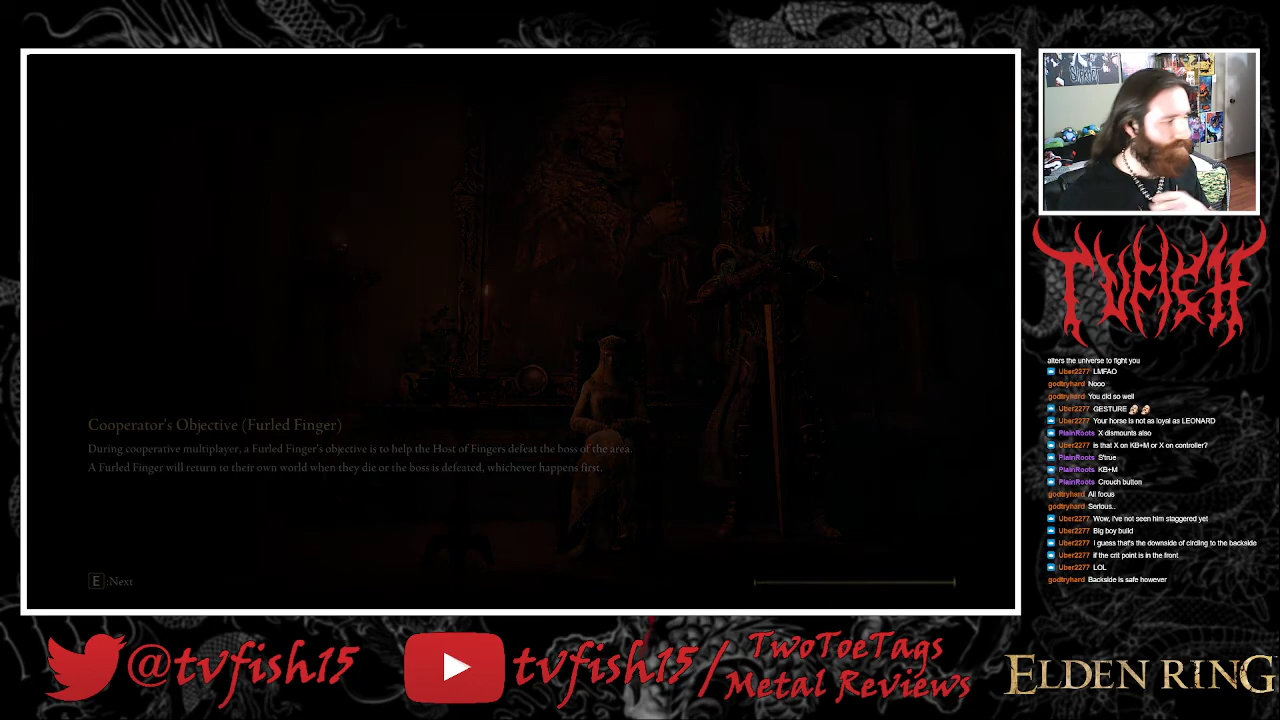 Cooperator's Objective (Furled Finger)
During cooperative multiplayer, a Furled Finger's objective is to help the Host of Fingers defeat the boss of the area.
A Furled Finger will return to their own world when they die or the boss is defeated, whichever happens first.
E:Next
TVFISH
alters the universe to fight you
Uber2277 LMFAO
godtryhard Nooo
godtryhard You did so well
Uber2277 GESTURE
Uber2277 Your horse is not as loyal as LEONARD
PlainRoots X dismounts also
Uber2277 is that X on KB+M or X on controller?
PlainRoots S'true
PlainRoots KB+M
PlainRoots Crouch button
godtryhard All focus
godtryhard Serious..
Uber2277 Wow, I've not seen him staggered yet
Uber2277 Big boy build
Uber2277 I guess that's the downside of circling to the backside
Uber2277 if the crit point is in the front
Uber2277 LOL
godtryhard Backside is safe however
@tvfish15
tvfish15 / TwoToeTags
Metal Reviews
ELDEN RING